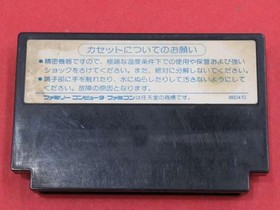 カセットについてのお願い
●精密機器ですので、極端な温度条件下での使用や保管および強い
ショックをさけてください。また、絶対に分解しないでください。
●端子部に手を触れたり、水にぬらしたりして汚さないようにして
ください。故障の原因となります。
ファミリーコンピュータ・ファミコンは任天堂の商標です。